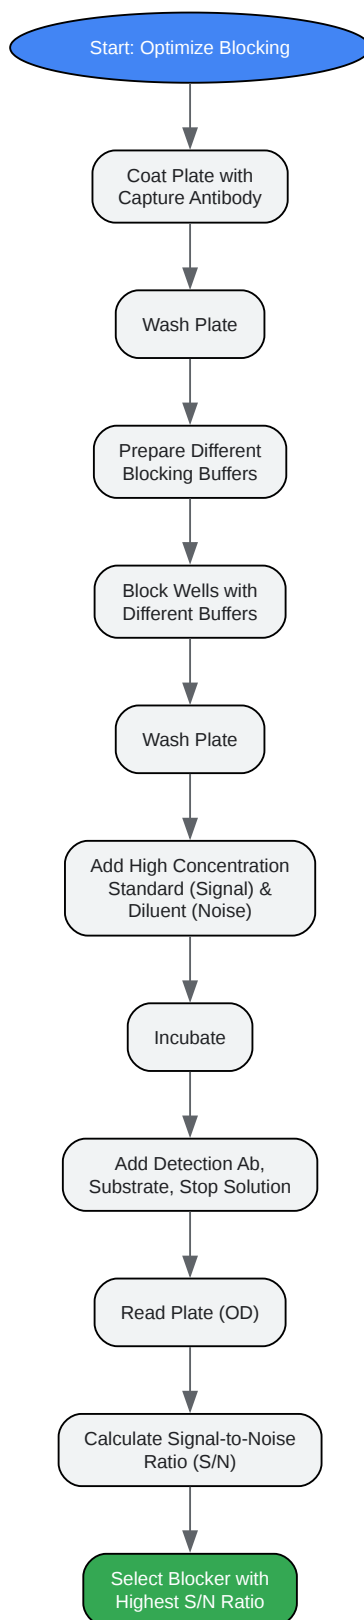 Start: Optimize Blocking
Coat Plate with
Capture Antibody
Wash Plate
Prepare Different
Blocking Buffers
Block Wells with
Different Buffers
Wash Plate
Add High Concentration
Standard (Signal) &
Diluent (Noise)
Incubate
Add Detection Ab,
Substrate, Stop Solution
Read Plate (OD)
Calculate Signal-to-Noise
Ratio (S/N)
Select Blocker with
Highest S/N Ratio